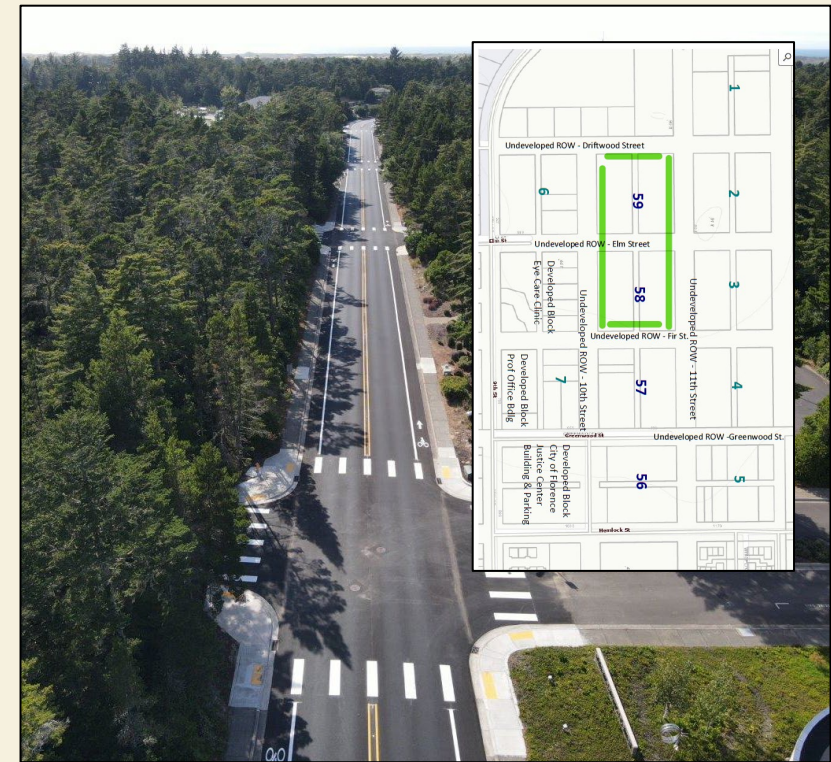 1
Undeveloped ROW - Driftwood Street
6
59
2
Undeveloped ROW - Elm Street
Developed Block
Eye Care Clinic
58
3
Undeveloped ROW - 10th Street
Undeveloped ROW - 11th Street
Undeveloped ROW - Fir St.
9th St
Developed Block
Prof Office Bdlg
7
57
4
Greenwood St
Undeveloped ROW -Greenwood St.
Developed Block
City of Florence
Justice Center
Building & Parking
56
5
Hemlock St